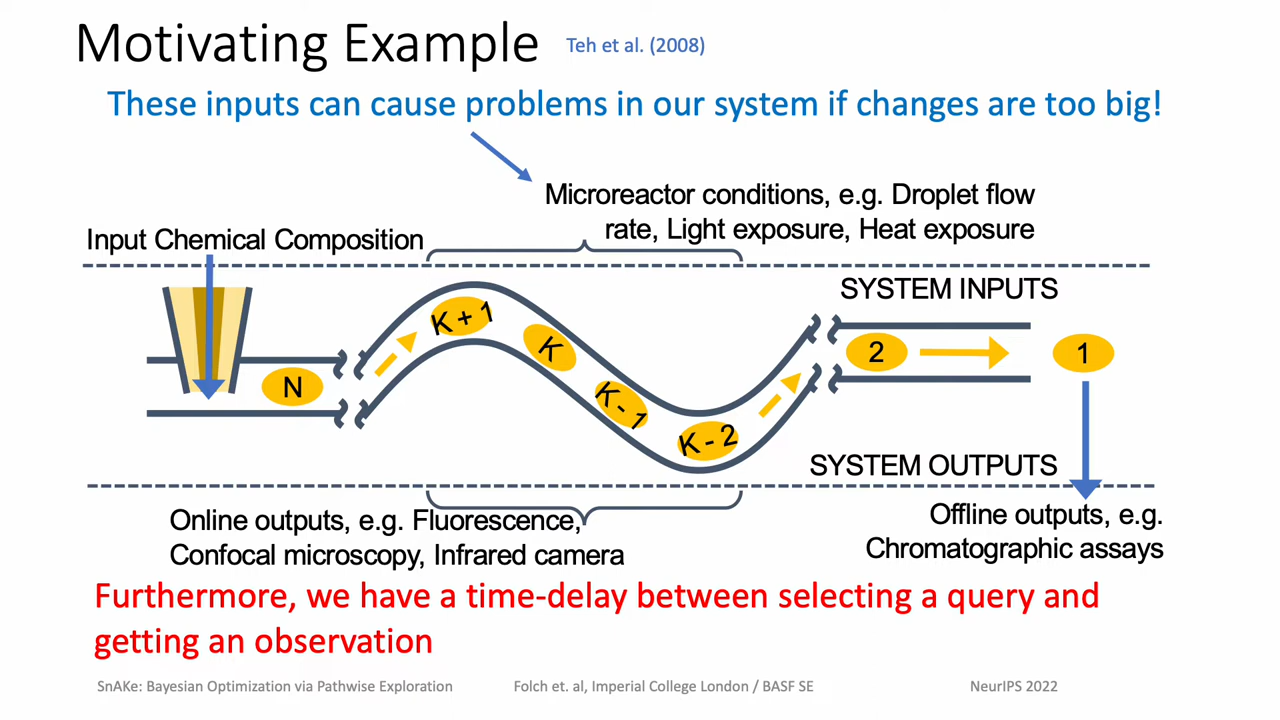 Motivating Example Teh et al. (2008)
These inputs can cause problems in our system if changes are too big!
Microreactor conditions, e.g. Droplet flow
rate, Light exposure, Heat exposure
Input Chemical Composition
SYSTEM INPUTS
N
K + 1
K
K - 1
K - 2
2
1
SYSTEM OUTPUTS
Online outputs, e.g. Fluorescence,
Confocal microscopy, Infrared camera
Offline outputs, e.g.
Chromatographic assays
Furthermore, we have a time-delay between selecting a query and
getting an observation
SnAKe: Bayesian Optimization via Pathwise Exploration Folch et. al, Imperial College London / BASF SE NeurIPS 2022